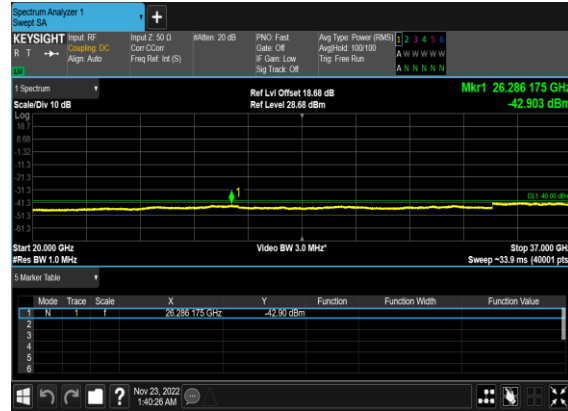 Spectrum Analyzer 1
Swept SA
+
KEYSIGHT Input: RF Input Z: 50 Ω #Atten: 20 dB PNO: Fast Avg Type: Power (RMS) 1 2 3 4 5 6
R T Coupling: DC Corr CCorr Gate: Off Avg|Hold: 100/100 A W W W W W
Align: Auto Freq Ref: Int (S) IF Gain: Low Trig: Free Run
LXI Sig Track: Off A N N N N N
1 Spectrum Ref Lvl Offset 18.68 dB Mkr1 26.286 175 GHz
Scale/Div 10 dB Ref Level 28.68 dBm -42.903 dBm
Log
18.7
8.68
-1.32
-11.3
-21.3
-31.3
1
DL1 -40.00 dBm
-41.3
-51.3
-61.3
Start 20.000 GHz Video BW 3.0 MHz* Stop 37.000 GHz
#Res BW 1.0 MHz Sweep ~33.9 ms (40001 pts)
5 Marker Table
Mode Trace Scale X Y Function Function Width Function Value
1 N 1 f 26.286 175 GHz -42.90 dBm
2
3
4
5
6
? Nov 23, 2022
1:40:26 AM